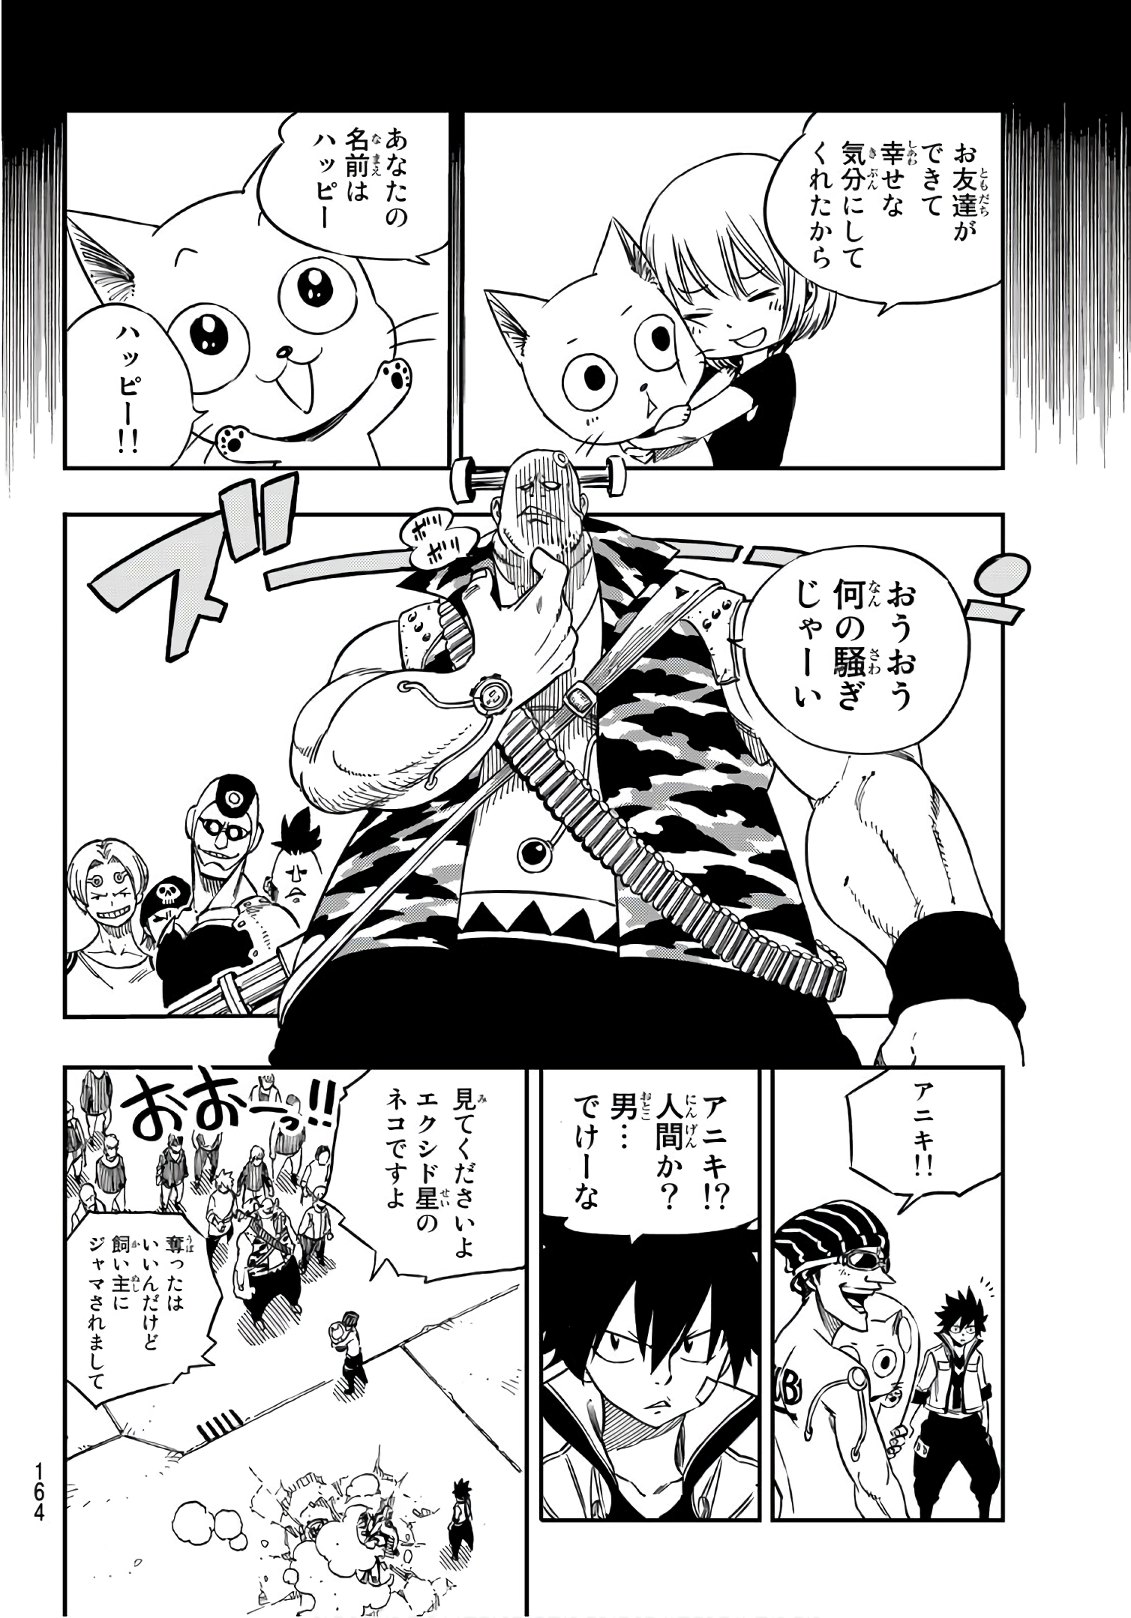 お友達が
できて
幸せな
気分にして
くれたから
あなたの
名前は
ハッピー
ハッピー!!
おうおう
何の騒ぎ
じゃーい
ボリ
ボリ
アニキ!!
アニキ!?
人間か?
男…
でけーな
見てくださいよ
エクシド星の
ネコですよ
おおーっ!!
奪ったは
いいんだけど
飼い主に
ジャマされまして
164